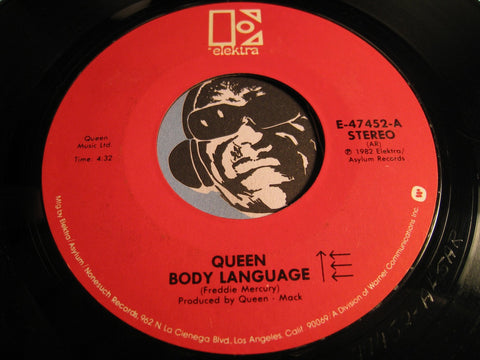 elektra
E-47452-A
STEREO
(AR)
℗ 1982 Elektra/
Asylum Records
Queen
Music Ltd.
Time: 4:32
QUEEN
BODY LANGUAGE
(Freddie Mercury)
Produced by Queen · Mack
Elektra/Asylum/Nonesuch Records, 962 N. La Cienega Blvd., Los Angeles, Calif. 90069 · A Division of Warner Communications Inc.